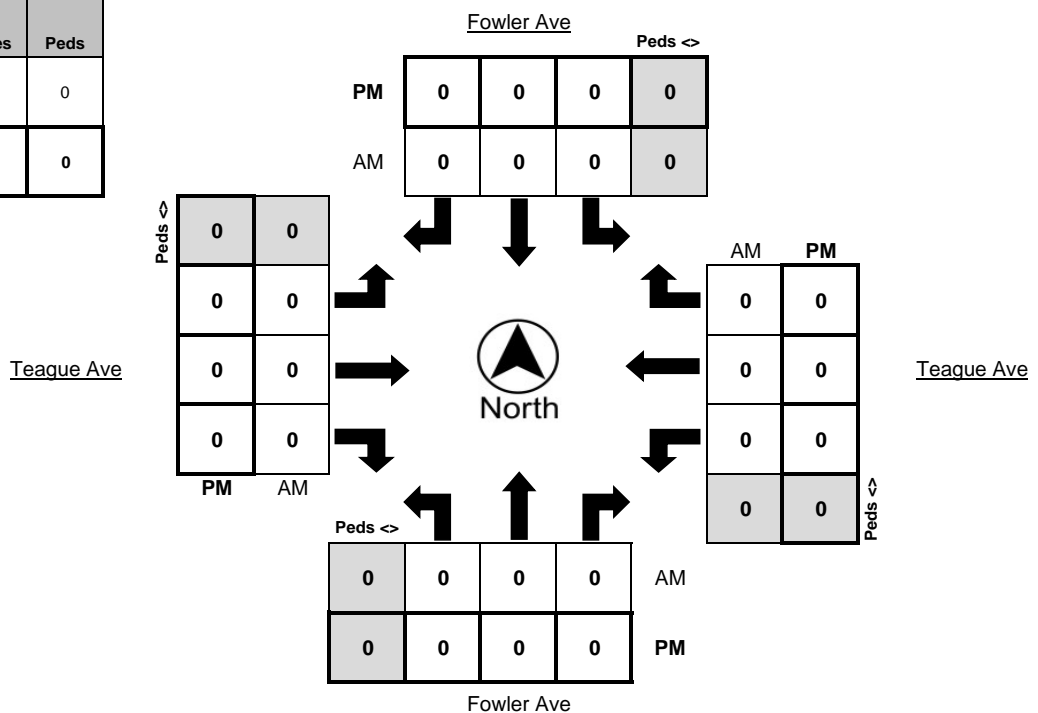 Fowler Ave
Peds <>
es Peds
0
0
PM 0 0 0 0
AM 0 0 0 0
Peds <>
0 0
0 0
0 0
0 0
PM AM
Teague Ave
North
AM PM
0 0
0 0
0 0
0 0
Peds <>
Teague Ave
Peds <>
0 0 0 0 AM
0 0 0 0 PM
Fowler Ave